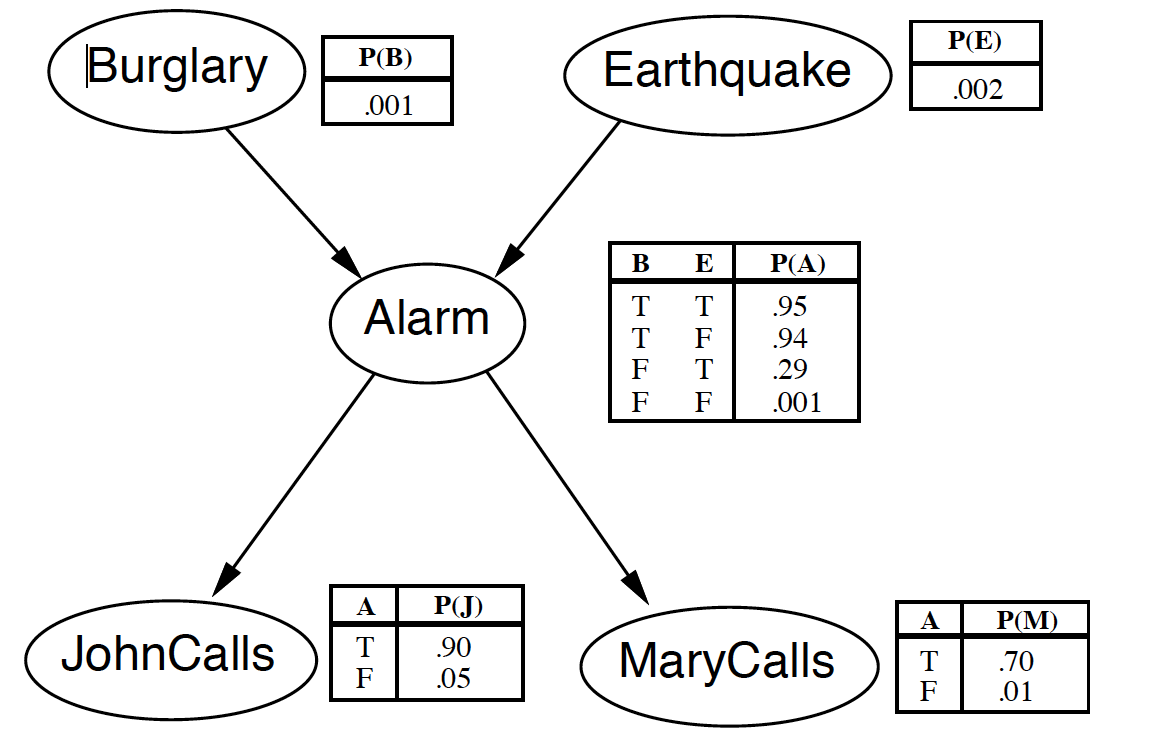 Burglary
P(B)
.001
Earthquake
P(E)
.002
Alarm
B E P(A)
T T .95
T F .94
F T .29
F F .001
JohnCalls
A P(J)
T .90
F .05
MaryCalls
A P(M)
T .70
F .01